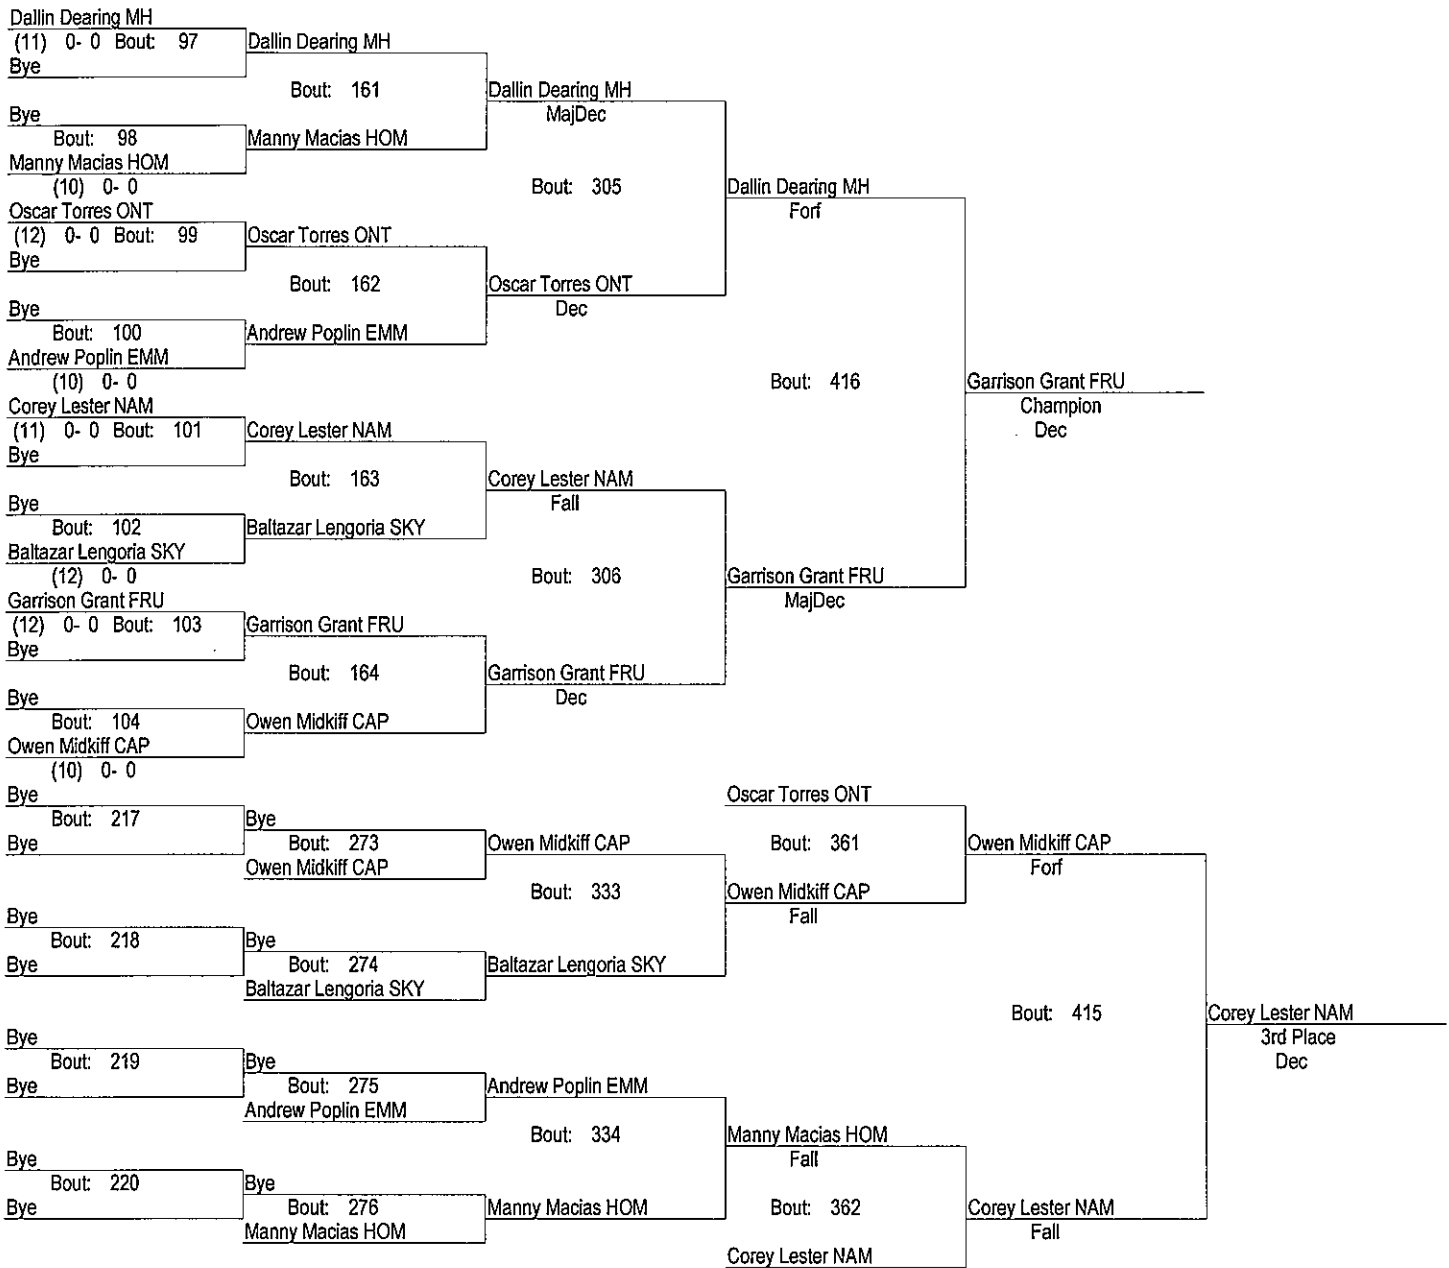 Dallin Dearing MH
(11) 0- 0 Bout: 97
Bye
Bye
Bout: 98
Manny Macias HOM
(10) 0- 0
Oscar Torres ONT
(12) 0- 0 Bout: 99
Bye
Bye
Bout: 100
Andrew Poplin EMM
(10) 0- 0
Corey Lester NAM
(11) 0- 0 Bout: 101
Bye
Bye
Bout: 102
Baltazar Lengoria SKY
(12) 0- 0
Garrison Grant FRU
(12) 0- 0 Bout: 103
Bye
Bye
Bout: 104
Owen Midkiff CAP
(10) 0- 0
Dallin Dearing MH
Bout: 161
Manny Macias HOM
Oscar Torres ONT
Bout: 162
Andrew Poplin EMM
Corey Lester NAM
Bout: 163
Baltazar Lengoria SKY
Garrison Grant FRU
Bout: 164
Owen Midkiff CAP
Dallin Dearing MH
MajDec
Bout: 305
Oscar Torres ONT
Dec
Corey Lester NAM
Fall
Bout: 306
Garrison Grant FRU
Dec
Dallin Dearing MH
Forf
Bout: 416
Garrison Grant FRU
MajDec
Garrison Grant FRU
Champion
Dec
Bye
Bout: 217
Bye
Bye
Bout: 218
Bye
Bye
Bout: 219
Bye
Bye
Bout: 220
Bye
Bye
Bout: 273
Owen Midkiff CAP
Bye
Bout: 274
Baltazar Lengoria SKY
Bye
Bout: 275
Andrew Poplin EMM
Bye
Bout: 276
Manny Macias HOM
Owen Midkiff CAP
Bout: 333
Baltazar Lengoria SKY
Andrew Poplin EMM
Bout: 334
Manny Macias HOM
Oscar Torres ONT
Bout: 361
Owen Midkiff CAP
Fall
Manny Macias HOM
Fall
Bout: 362
Corey Lester NAM
Owen Midkiff CAP
Forf
Bout: 415
Corey Lester NAM
Fall
Corey Lester NAM
3rd Place
Dec